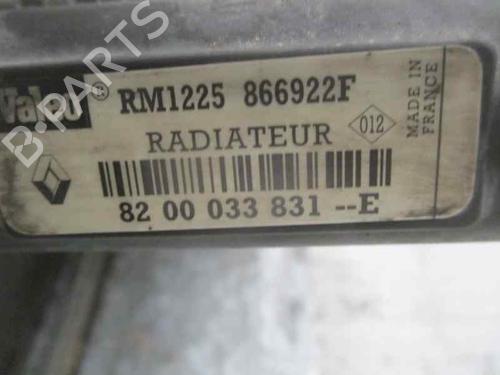 Valeo® RM1225 866922F
RADIATEUR
012
MADE IN
FRANCE
82 00 033 831 --E
B-Parts